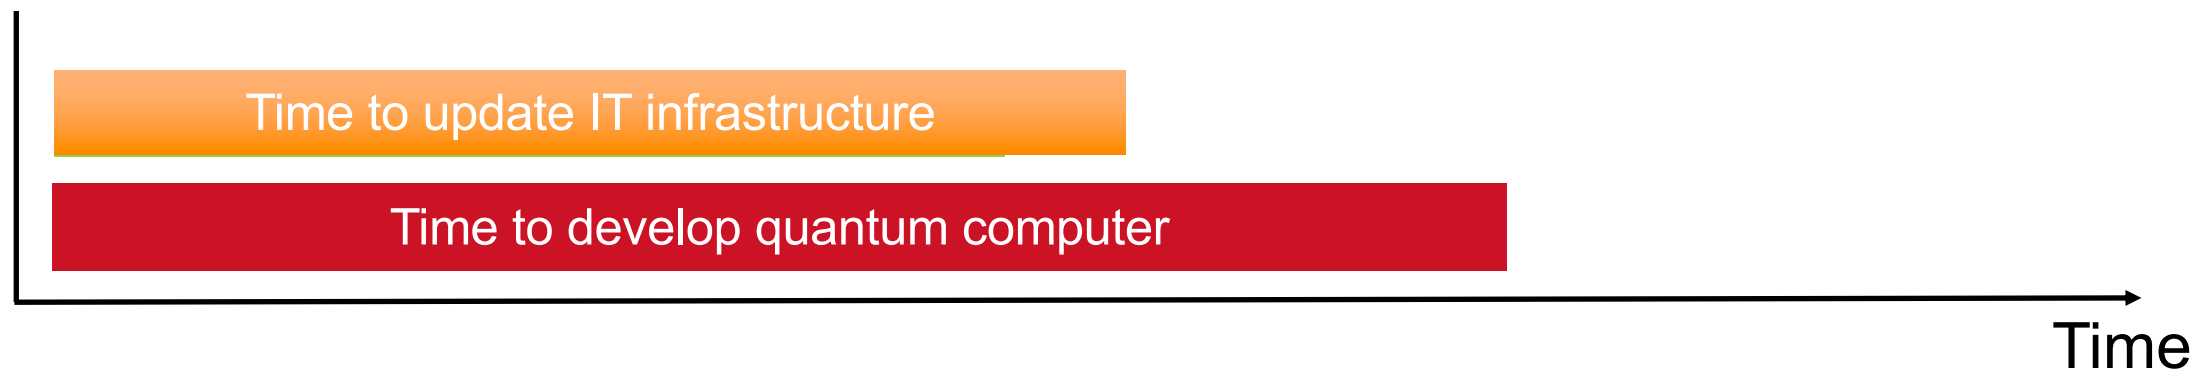 Time to update IT infrastructure
Time to develop quantum computer
Time